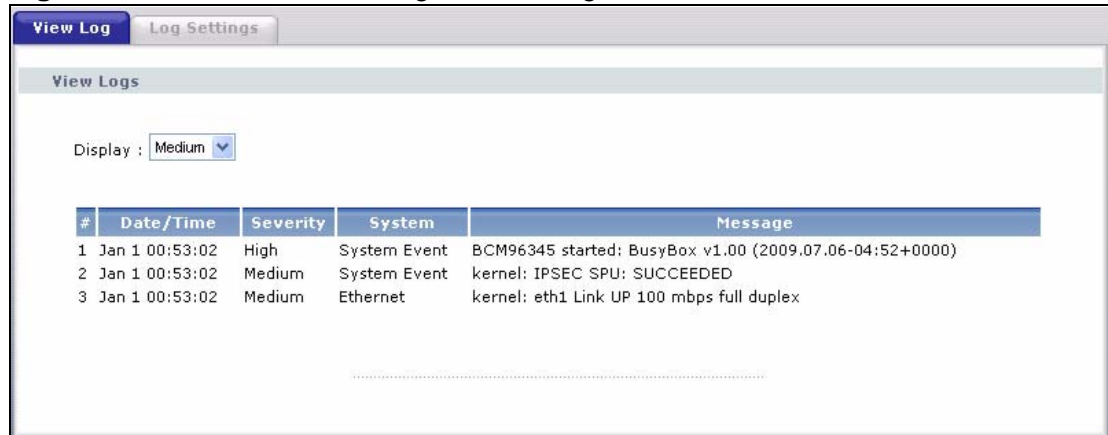 View Log Log Settings
View Logs
Display : Medium
# Date/Time Severity System Message
1 Jan 1 00:53:02 High System Event BCM96345 started: BusyBox v1.00 (2009.07.06-04:52+0000)
2 Jan 1 00:53:02 Medium System Event kernel: IPSEC SPU: SUCCEEDED
3 Jan 1 00:53:02 Medium Ethernet kernel: eth1 Link UP 100 mbps full duplex